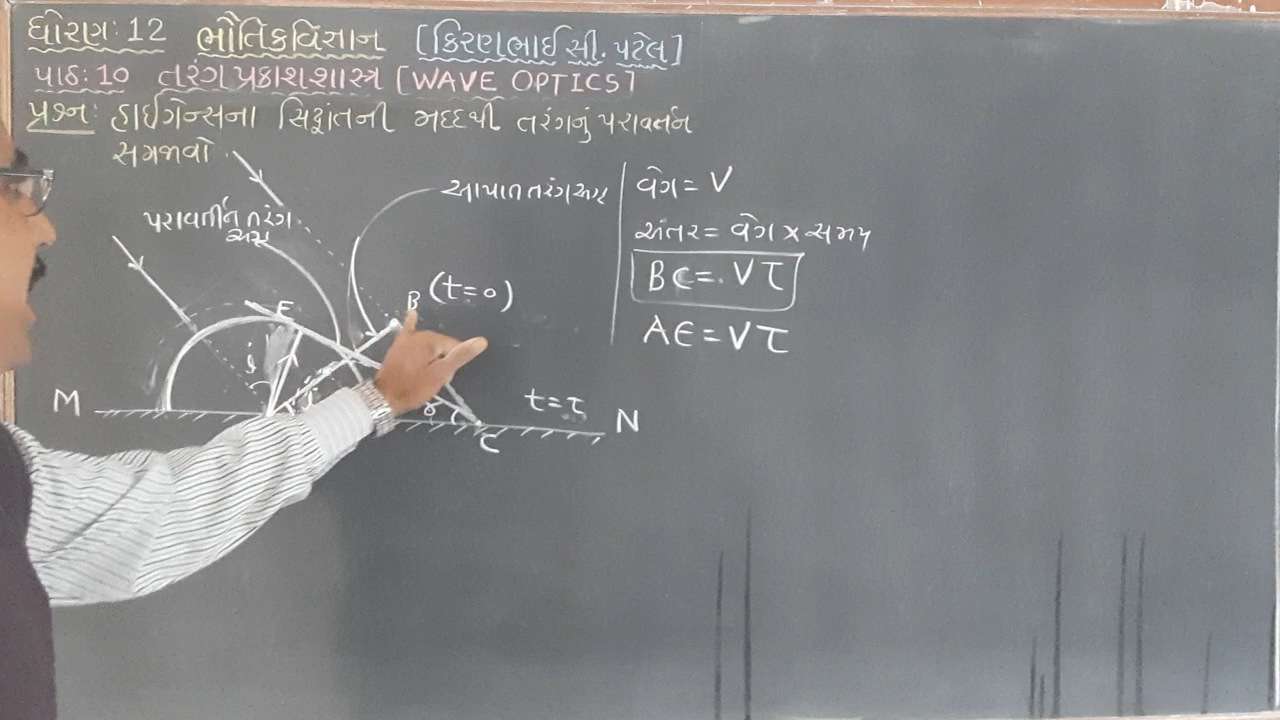 ધોરણ: 12 ભૌતિકવિજ્ઞાન [કિરણભાઈ સી. પટેલ]
પાઠ: 10 તરંગ પ્રકાશશાસ્ત્ર [WAVE OPTICS]
પ્રશ્ન: હાઈગેન્સના સિદ્ધાંતની મદદથી તરંગનું પરાવર્તન
સમજાવો.
આપાત તરંગઅગ્ર
પરાવર્તીત તરંગ
અગ્ર
B (t=0)
E
i
r
M
t=τ
N
C
વેગ = V
અંતર = વેગ × સમય
BC = Vτ
AE = Vτ